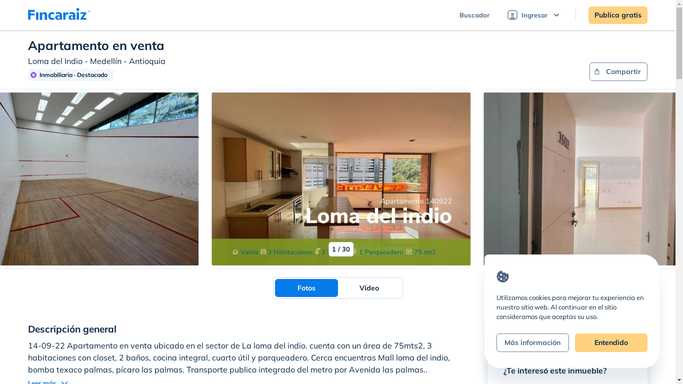 Fincaraiz
Buscador
Ingresar
Publica gratis
Apartamento en venta
Loma del Indio - Medellín - Antioquia
Inmobiliaria - Destacado
Compartir
Apartamento 140922
Loma del indio
Venta 3 Habitaciones
1 Parqueadero 75 mt2
1 / 30
Fotos
Video
Descripción general
14-09-22 Apartamento en venta ubicado en el sector de La loma del indio. cuenta con un área de 75mts2, 3
habitaciones con closet, 2 baños, cocina integral, cuarto útil y parqueadero. Cerca encuentras Mall loma del indio,
bomba texaco palmas, pícaro las palmas. Transporte publico integrado del metro por Avenida las palmas..
Leer más
Utilizamos cookies para mejorar tu experiencia en
nuestro sitio web. Al continuar en el sitio
consideramos que aceptas su uso.
Más información
Entendido
¿Te interesó este inmueble?